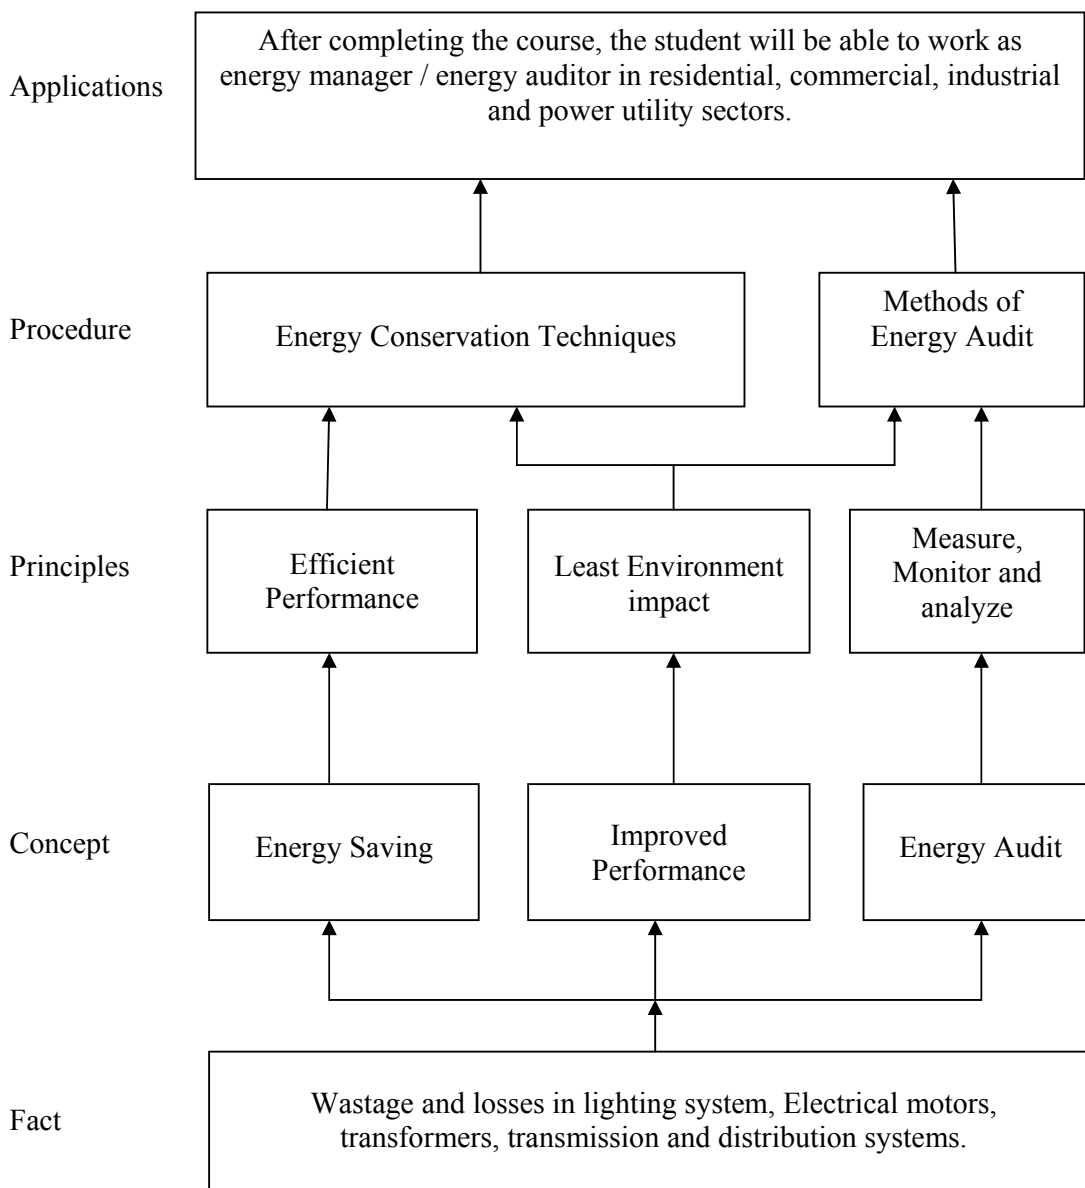 Applications
After completing the course, the student will be able to work as
energy manager / energy auditor in residential, commercial, industrial
and power utility sectors.
Procedure
Energy Conservation Techniques
Methods of
Energy Audit
Principles
Efficient
Performance
Least Environment
impact
Measure,
Monitor and
analyze
Concept
Energy Saving
Improved
Performance
Energy Audit
Fact
Wastage and losses in lighting system, Electrical motors,
transformers, transmission and distribution systems.